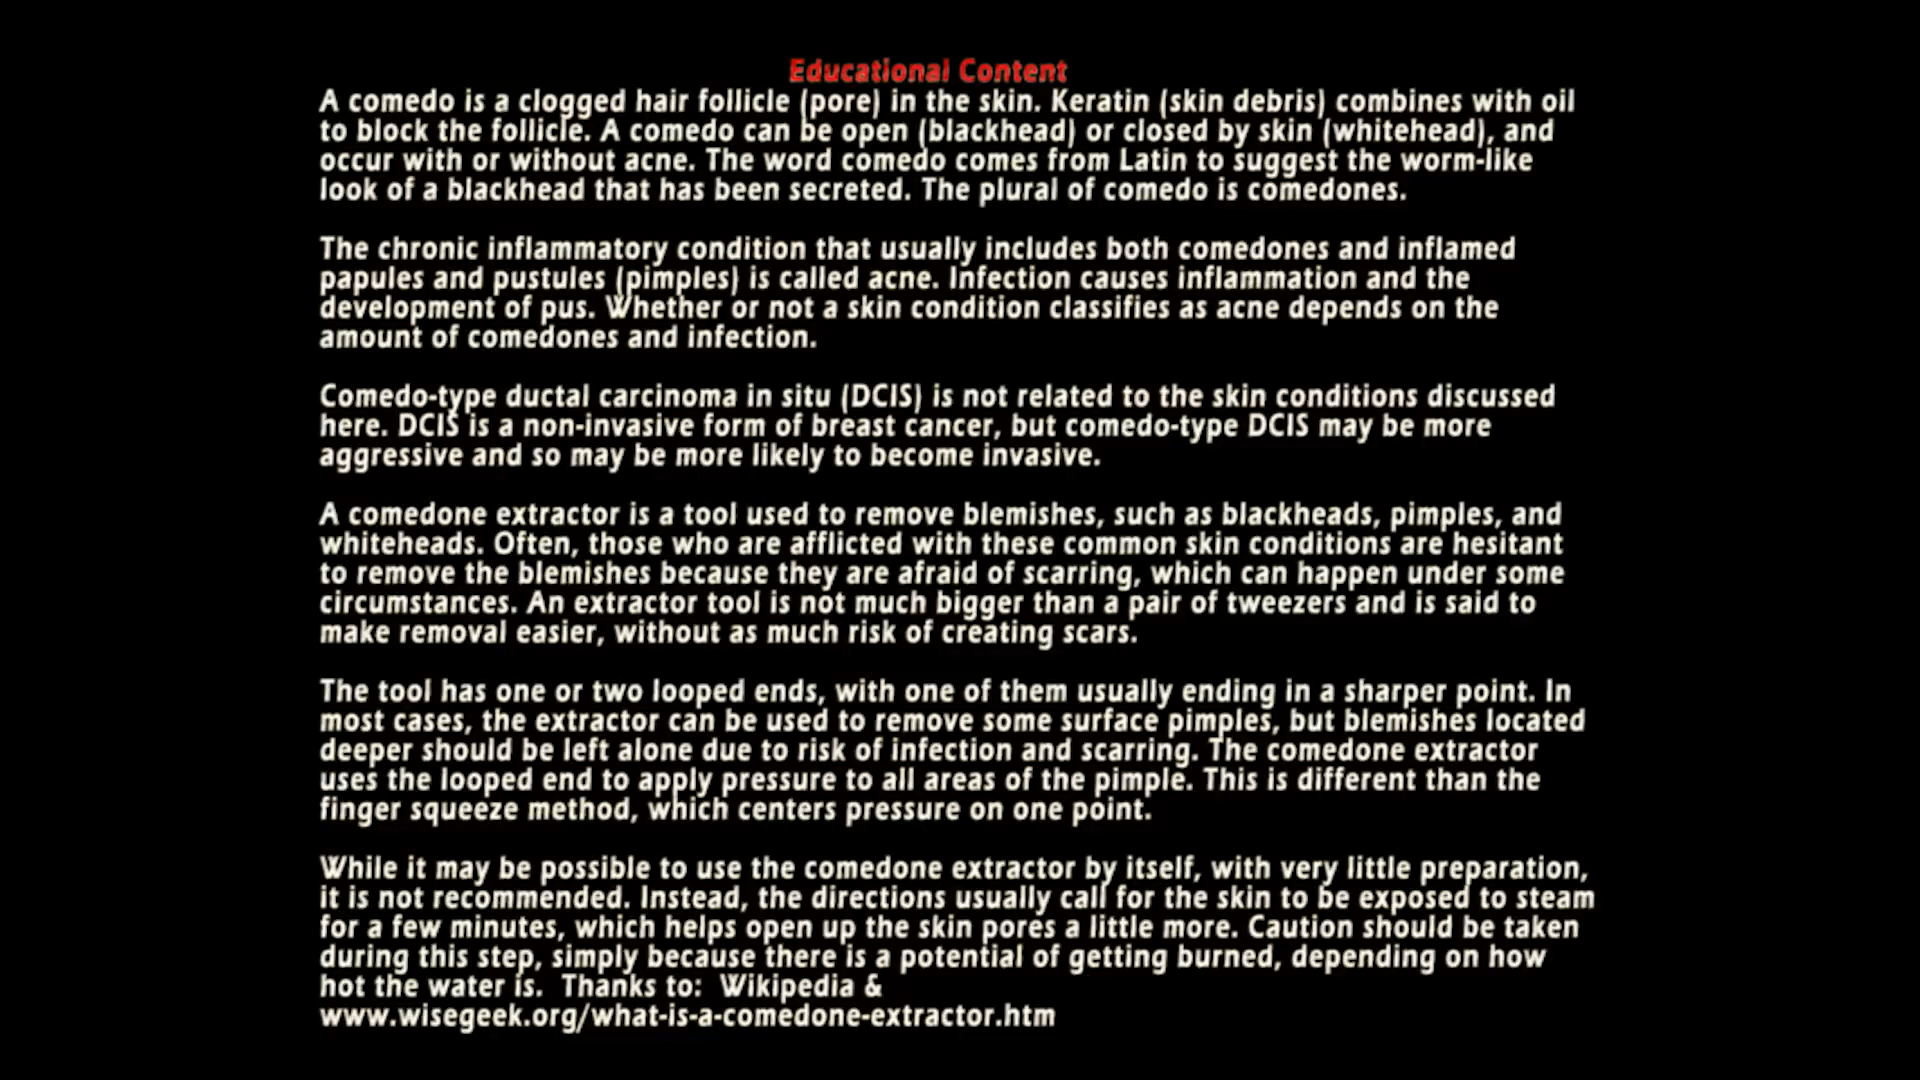 Educational Content
A comedo is a clogged hair follicle (pore) in the skin. Keratin (skin debris) combines with oil
to block the follicle. A comedo can be open (blackhead) or closed by skin (whitehead), and
occur with or without acne. The word comedo comes from Latin to suggest the worm-like
look of a blackhead that has been secreted. The plural of comedo is comedones.
The chronic inflammatory condition that usually includes both comedones and inflamed
papules and pustules (pimples) is called acne. Infection causes inflammation and the
development of pus. Whether or not a skin condition classifies as acne depends on the
amount of comedones and infection.
Comedo-type ductal carcinoma in situ (DCIS) is not related to the skin conditions discussed
here. DCIS is a non-invasive form of breast cancer, but comedo-type DCIS may be more
aggressive and so may be more likely to become invasive.
A comedone extractor is a tool used to remove blemishes, such as blackheads, pimples, and
whiteheads. Often, those who are afflicted with these common skin conditions are hesitant
to remove the blemishes because they are afraid of scarring, which can happen under some
circumstances. An extractor tool is not much bigger than a pair of tweezers and is said to
make removal easier, without as much risk of creating scars.
The tool has one or two looped ends, with one of them usually ending in a sharper point. In
most cases, the extractor can be used to remove some surface pimples, but blemishes located
deeper should be left alone due to risk of infection and scarring. The comedone extractor
uses the looped end to apply pressure to all areas of the pimple. This is different than the
finger squeeze method, which centers pressure on one point.
While it may be possible to use the comedone extractor by itself, with very little preparation,
it is not recommended. Instead, the directions usually call for the skin to be exposed to steam
for a few minutes, which helps open up the skin pores a little more. Caution should be taken
during this step, simply because there is a potential of getting burned, depending on how
hot the water is.  Thanks to:  Wikipedia &
www.wisegeek.org/what-is-a-comedone-extractor.htm